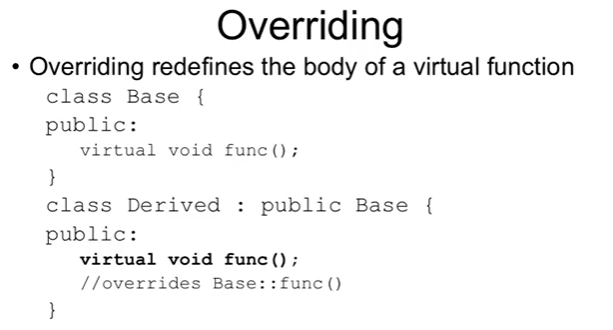 Overriding
• Overriding redefines the body of a virtual function
class Base {
public:
virtual void func();
}
class Derived : public Base {
public:
virtual void func();
//overrides Base::func()
}